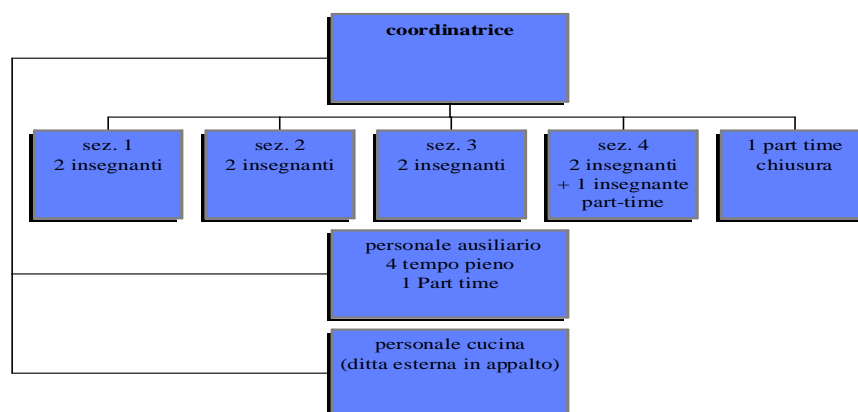 coordinatrice
sez. 1
2 insegnanti
sez. 2
2 insegnanti
sez. 3
2 insegnanti
sez. 4
2 insegnanti
+ 1 insegnante
part-time
1 part time
chiusura
personale ausiliario
4 tempo pieno
1 Part time
personale cucina
(ditta esterna in appalto)